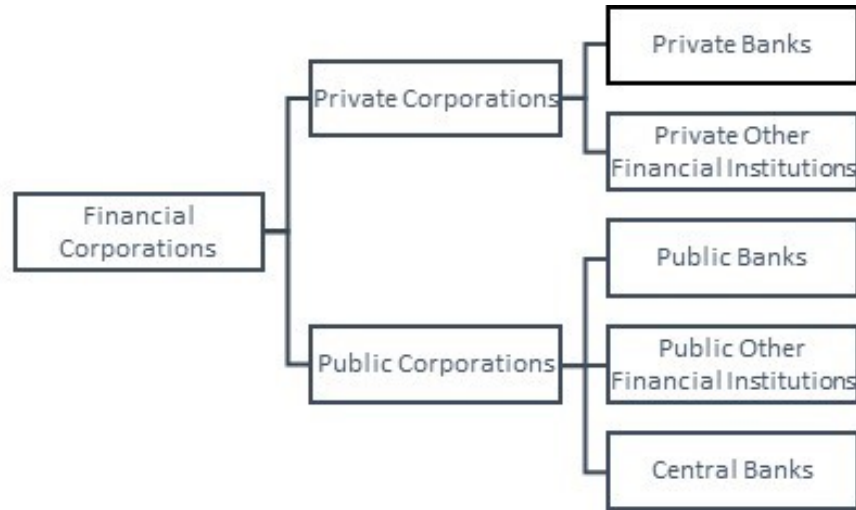 Financial
Corporations
Private Corporations
Private Banks
Private Other
Financial Institutions
Public Corporations
Public Banks
Public Other
Financial Institutions
Central Banks